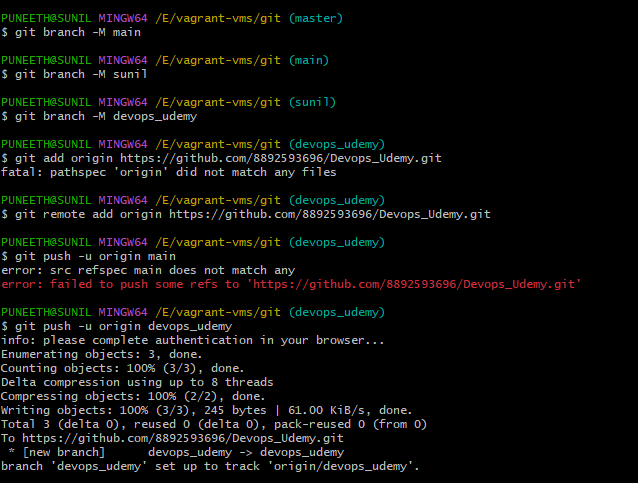 PUNEETH@SUNIL MINGW64 /E/vagrant-vms/git (master)
$ git branch -M main
PUNEETH@SUNIL MINGW64 /E/vagrant-vms/git (main)
$ git branch -M sunil
PUNEETH@SUNIL MINGW64 /E/vagrant-vms/git (sunil)
$ git branch -M devops_udemy
PUNEETH@SUNIL MINGW64 /E/vagrant-vms/git (devops_udemy)
$ git add origin https://github.com/8892593696/Devops_Udemy.git
fatal: pathspec 'origin' did not match any files
PUNEETH@SUNIL MINGW64 /E/vagrant-vms/git (devops_udemy)
$ git remote add origin https://github.com/8892593696/Devops_Udemy.git
PUNEETH@SUNIL MINGW64 /E/vagrant-vms/git (devops_udemy)
$ git push -u origin main
error: src refspec main does not match any
error: failed to push some refs to 'https://github.com/8892593696/Devops_Udemy.git'
PUNEETH@SUNIL MINGW64 /E/vagrant-vms/git (devops_udemy)
$ git push -u origin devops_udemy
info: please complete authentication in your browser...
Enumerating objects: 3, done.
Counting objects: 100% (3/3), done.
Delta compression using up to 8 threads
Compressing objects: 100% (2/2), done.
Writing objects: 100% (3/3), 245 bytes | 61.00 KiB/s, done.
Total 3 (delta 0), reused 0 (delta 0), pack-reused 0 (from 0)
To https://github.com/8892593696/Devops_Udemy.git
 * [new branch]      devops_udemy -> devops_udemy
branch 'devops_udemy' set up to track 'origin/devops_udemy'.